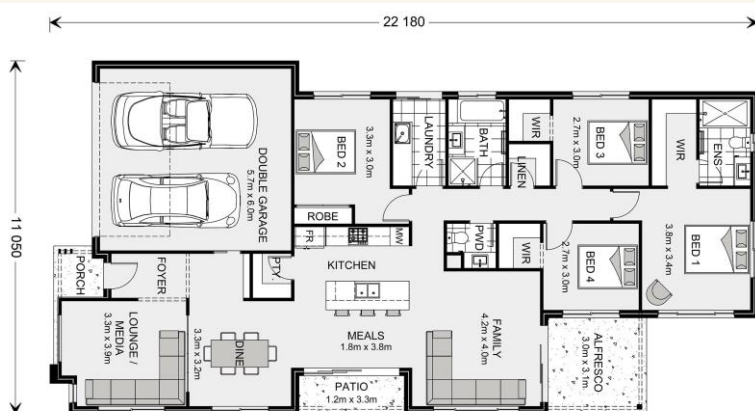 22 180
11 050
DOUBLE GARAGE
5.7m x 6.0m
BED 2
3.3m x 3.0m
ROBE
LAUNDRY
BATH
WIR
LINEN
BED 3
2.7m x 3.0m
WIR
ENS
FR
MW
KITCHEN
PTY.
PWD
WIR
BED 4
2.7m x 3.0m
BED 1
3.8m x 3.4m
PORCH
FOYER
LOUNGE /
MEDIA
3.3m x 3.9m
DINE
3.3m x 3.2m
MEALS
1.8m x 3.8m
FAMILY
4.2m x 4.0m
PATIO
1.2m x 3.3m
ALFRESCO
3.0m x 3.1m